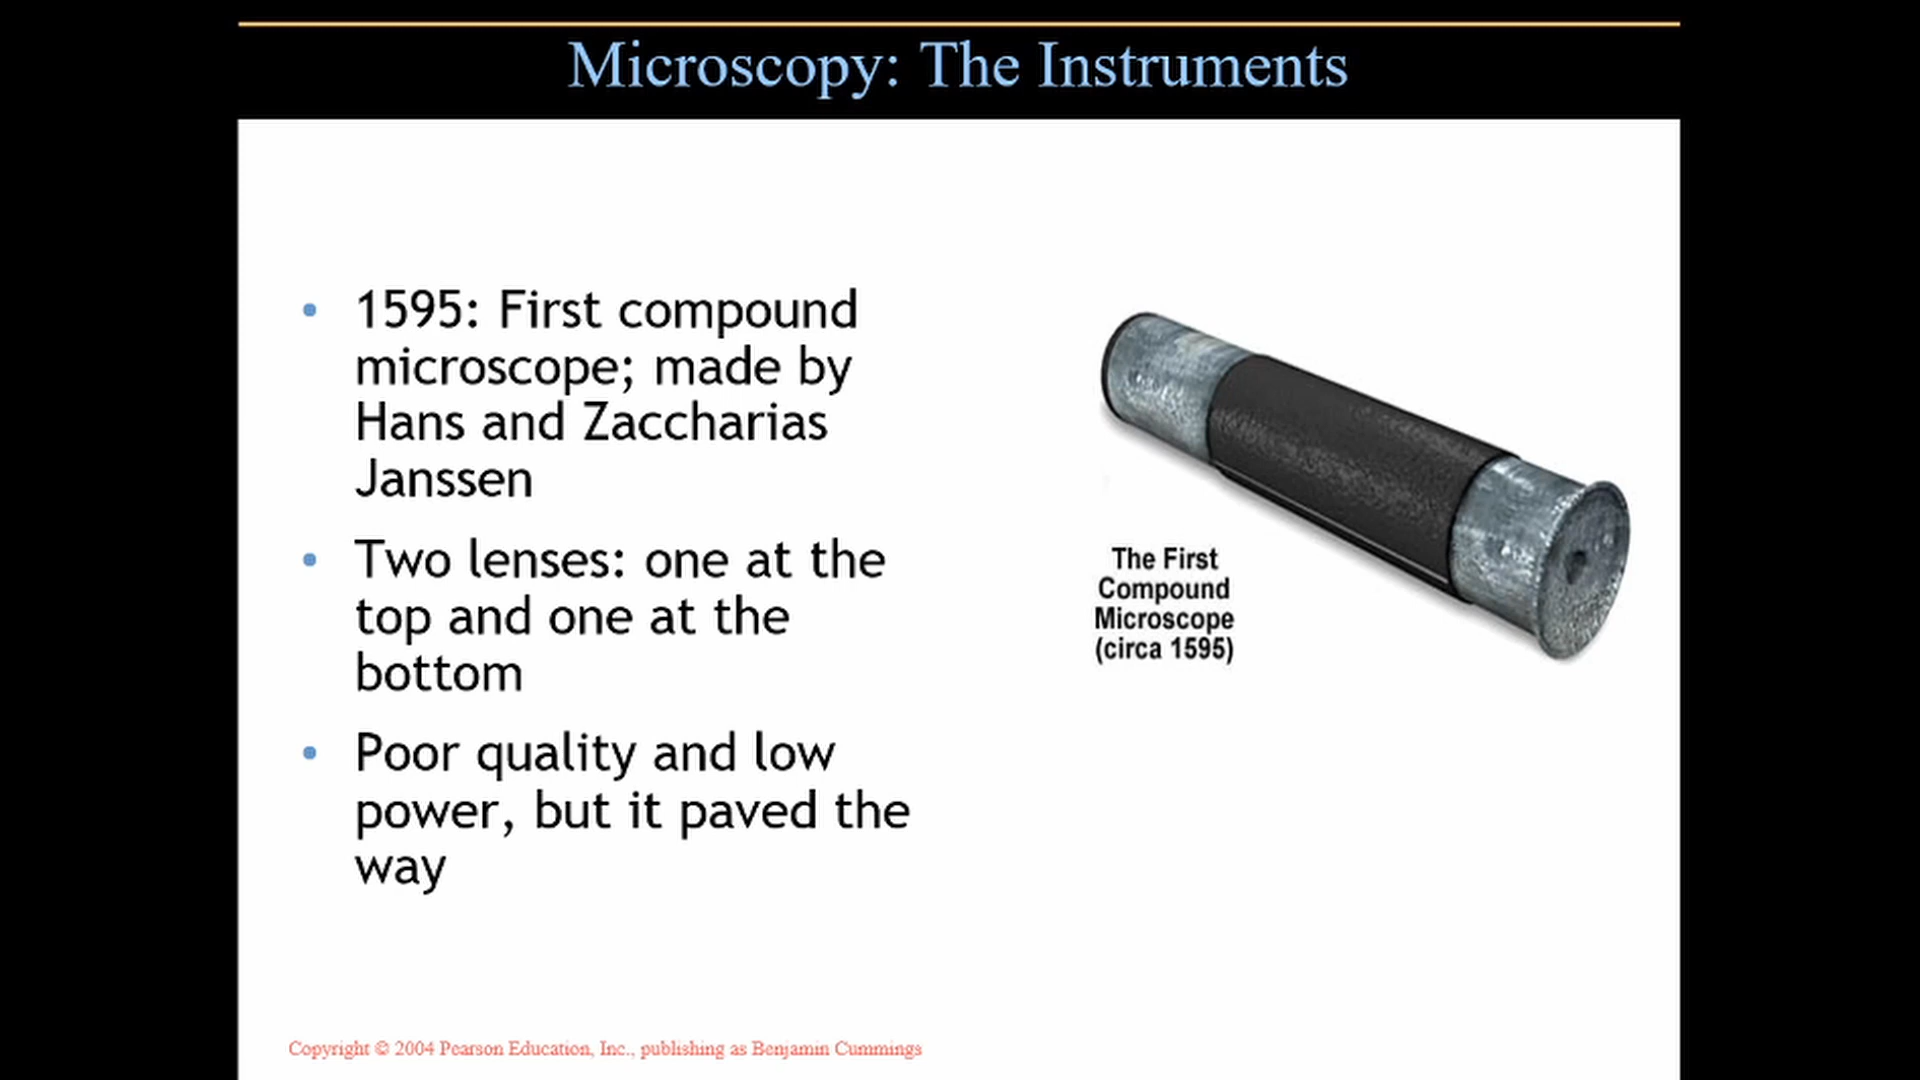 Microscopy: The Instruments
• 1595: First compound
microscope; made by
Hans and Zaccharias
Janssen
• Two lenses: one at the
top and one at the
bottom
• Poor quality and low
power, but it paved the
way
The First
Compound
Microscope
(circa 1595)
Copyright © 2004 Pearson Education, Inc., publishing as Benjamin Cummings